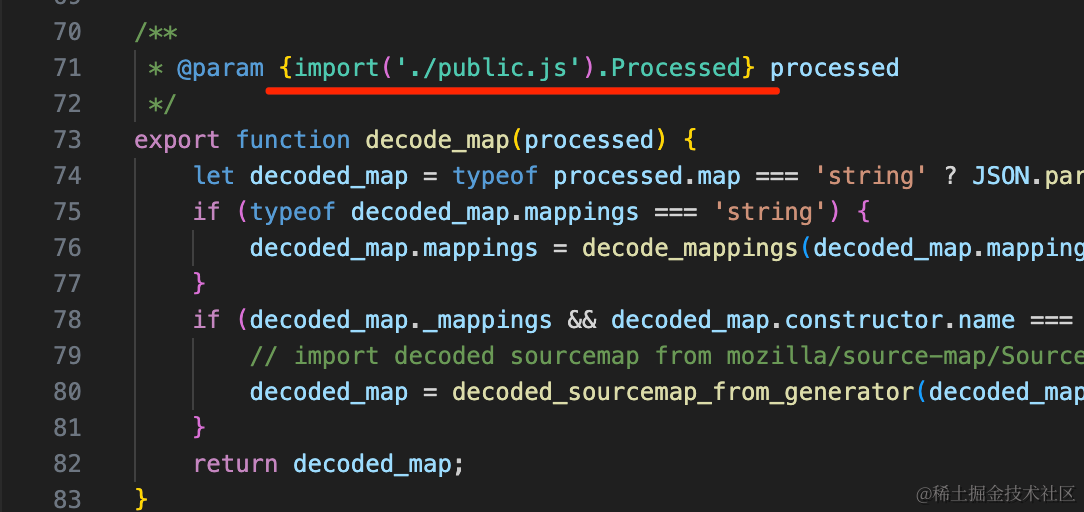 69
70 /**
71 * @param {import('./public.js').Processed} processed
72 */
73 export function decode_map(processed) {
74 let decoded_map = typeof processed.map === 'string' ? JSON.par
75 if (typeof decoded_map.mappings === 'string') {
76 decoded_map.mappings = decode_mappings(decoded_map.mapping
77 }
78 if (decoded_map._mappings && decoded_map.constructor.name ===
79 // import decoded sourcemap from mozilla/source-map/Source
80 decoded_map = decoded_sourcemap_from_generator(decoded_map
81 }
82 return decoded_map;
83 }
@稀土掘金技术社区